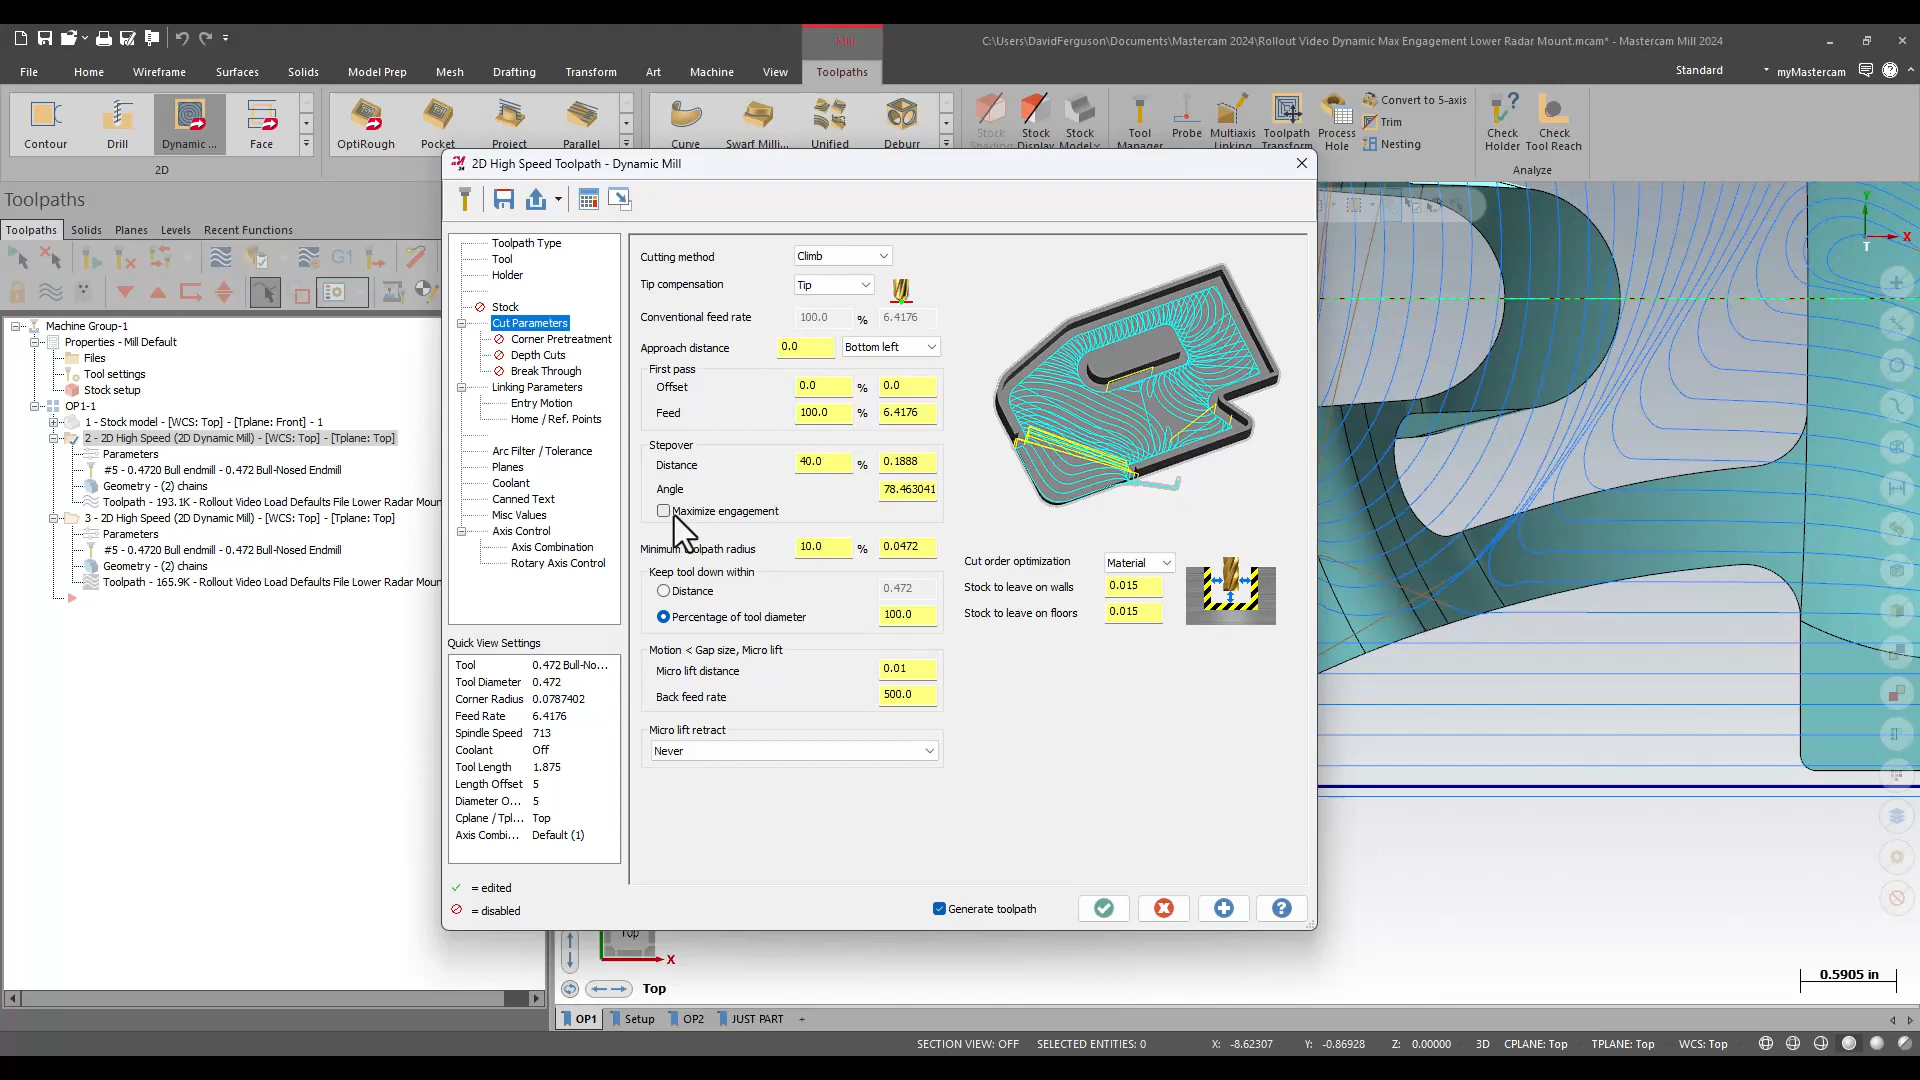 Mill
C:\Users\DavidFerguson\Documents\Mastercam 2024\Rollout Video Dynamic Max Engagement Lower Radar Mount.mcam* - Mastercam Mill 2024
File Home Wireframe Surfaces Solids Model Prep Mesh Drafting Transform Art Machine View Toolpaths
Standard myMastercam
Contour Drill Dynamic ... Face
2D
OptiRough Pocket Project Parallel
Curve Swarf Milli... Unified Deburr
Stock Shading Stock Display Stock Model
Tool Manager Probe Multiaxis Linking Toolpath Transform Process Hole
Convert to 5-axis
Trim
Nesting
Check Holder Check Tool Reach
Analyze
Toolpaths
Toolpaths Solids Planes Levels Recent Functions
G1
Machine Group-1
Properties - Mill Default
Files
Tool settings
Stock setup
OP1-1
1 - Stock model - [WCS: Top] - [Tplane: Front] - 1
2 - 2D High Speed (2D Dynamic Mill) - [WCS: Top] - [Tplane: Top]
Parameters
#5 - 0.4720 Bull endmill - 0.472 Bull-Nosed Endmill
Geometry - (2) chains
Toolpath - 193.1K - Rollout Video Load Defaults File Lower Radar Moun
3 - 2D High Speed (2D Dynamic Mill) - [WCS: Top] - [Tplane: Top]
Parameters
#5 - 0.4720 Bull endmill - 0.472 Bull-Nosed Endmill
Geometry - (2) chains
Toolpath - 165.9K - Rollout Video Load Defaults File Lower Radar Moun
2D High Speed Toolpath - Dynamic Mill
Toolpath Type
Tool
Holder
Stock
Cut Parameters
Corner Pretreatment
Depth Cuts
Break Through
Linking Parameters
Entry Motion
Home / Ref. Points
Arc Filter / Tolerance
Planes
Coolant
Canned Text
Misc Values
Axis Control
Axis Combination
Rotary Axis Control
Quick View Settings
Tool 0.472 Bull-No...
Tool Diameter 0.472
Corner Radius 0.0787402
Feed Rate 6.4176
Spindle Speed 713
Coolant Off
Tool Length 1.875
Length Offset 5
Diameter O... 5
Cplane / Tpl... Top
Axis Combi... Default (1)
= edited
= disabled
Cutting method Climb
Tip compensation Tip
Conventional feed rate 100.0 % 6.4176
Approach distance 0.0 Bottom left
First pass
Offset 0.0 % 0.0
Feed 100.0 % 6.4176
Stepover
Distance 40.0 % 0.1888
Angle 78.463041
Maximize engagement
Minimum toolpath radius 10.0 % 0.0472
Keep tool down within
Distance 0.472
Percentage of tool diameter 100.0
Motion < Gap size, Micro lift
Micro lift distance 0.01
Back feed rate 500.0
Micro lift retract
Never
Cut order optimization Material
Stock to leave on walls 0.015
Stock to leave on floors 0.015
Generate toolpath
Y
X
T
Top
X
Top
0.5905 in
OP1 Setup OP2 JUST PART +
SECTION VIEW: OFF SELECTED ENTITIES: 0 X: -8.62307 Y: -0.86928 Z: 0.00000 3D CPLANE: Top TPLANE: Top WCS: Top